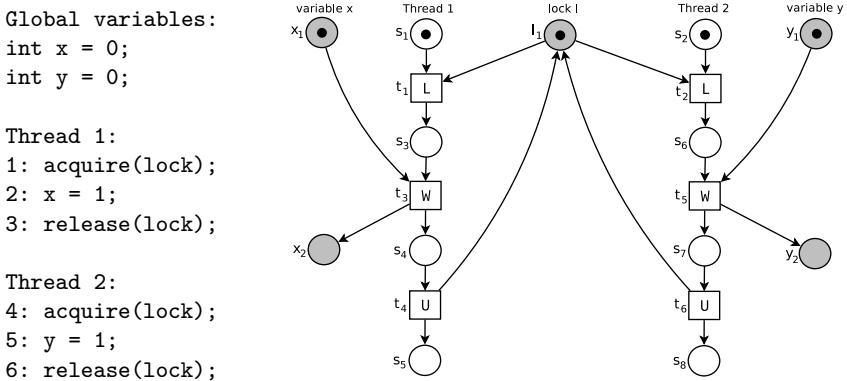 Global variables:
int x = 0;
int y = 0;
Thread 1:
1: acquire(lock);
2: x = 1;
3: release(lock);
Thread 2:
4: acquire(lock);
5: y = 1;
6: release(lock);
variable x Thread 1 lock l Thread 2 variable y
x1 s1 l1 s2 y1
t1 L t2 L
s3 s6
t3 W t5 W
x2 s4 s7 y2
t4 U t6 U
s5 s8